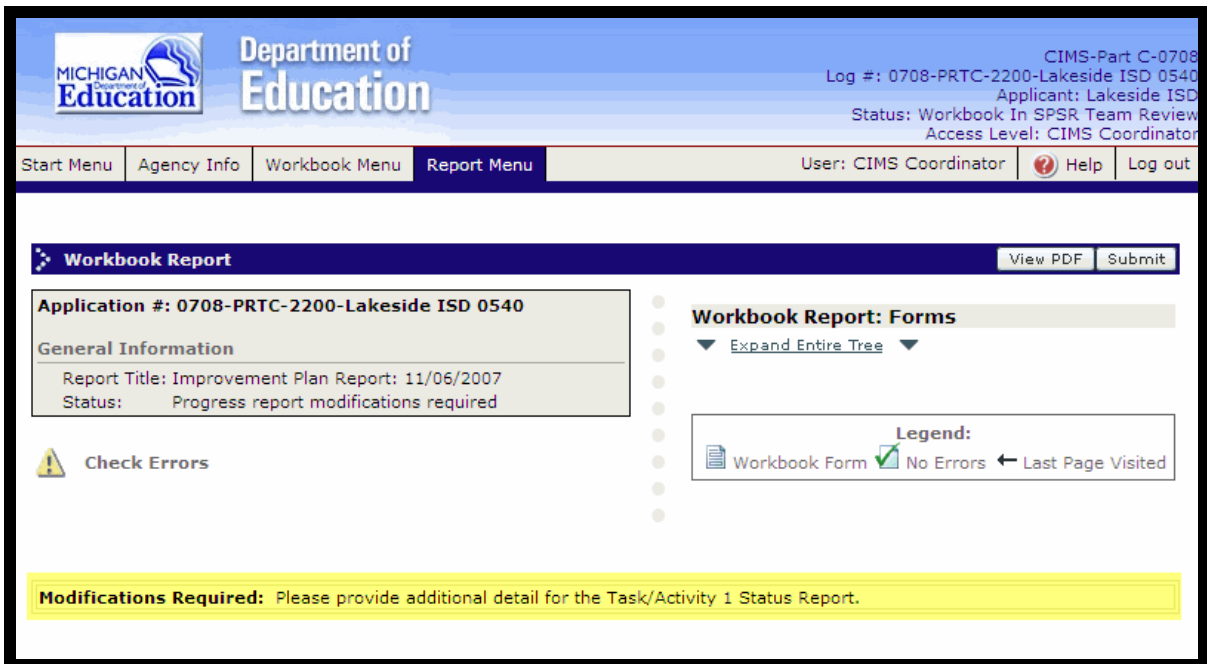 MICHIGAN
Department of
Education
Department of
Education
CIMS-Part C-0708
Log #: 0708-PRTC-2200-Lakeside ISD 0540
Applicant: Lakeside ISD
Status: Workbook In SPSR Team Review
Access Level: CIMS Coordinator
Start Menu Agency Info Workbook Menu Report Menu User: CIMS Coordinator ? Help Log out
Workbook Report View PDF Submit
Application #: 0708-PRTC-2200-Lakeside ISD 0540
General Information
Report Title: Improvement Plan Report: 11/06/2007
Status: Progress report modifications required
Check Errors
Workbook Report: Forms
Expand Entire Tree
Legend:
Workbook Form No Errors Last Page Visited
Modifications Required: Please provide additional detail for the Task/Activity 1 Status Report.